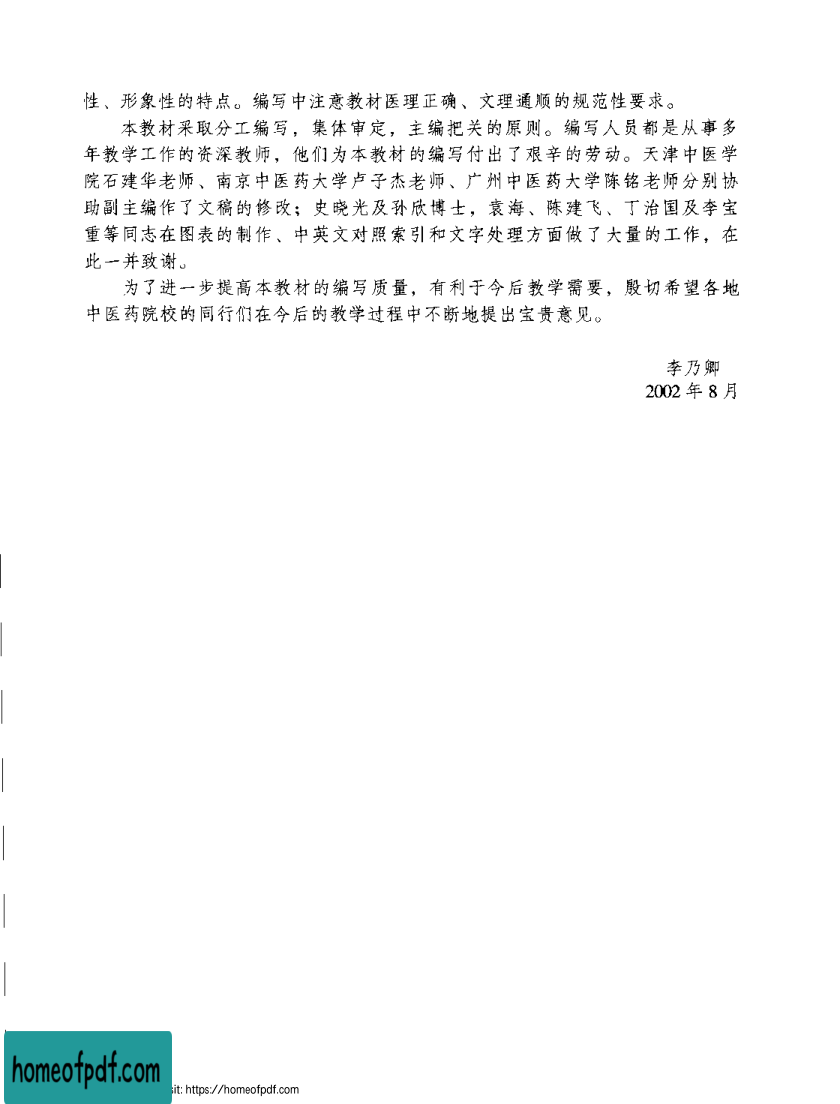 性、形象性的特点。编写中注意教材医理正确、文理通顺的规范性要求。
本教材采取分工编写，集体审定，主编把关的原则。编写人员都是从事多
年教学工作的资深教师，他们为本教材的编写付出了艰辛的劳动。天津中医学
院石建华老师、南京中医药大学卢子杰老师、广州中医药大学陈铭老师分别协
助副主编作了文稿的修改；史晓光及孙欣博士，袁海、陈建飞、丁治国及李宝
重等同志在图表的制作、中英文对照索引和文字处理方面做了大量的工作，在
此一并致谢。
为了进一步提高本教材的编写质量，有利于今后教学需要，殷切希望各地
中医药院校的同行们在今后的教学过程中不断地提出宝贵意见。
李乃卿
2002 年 8 月
homeofpdf.com
sit: https://homeofpdf.com